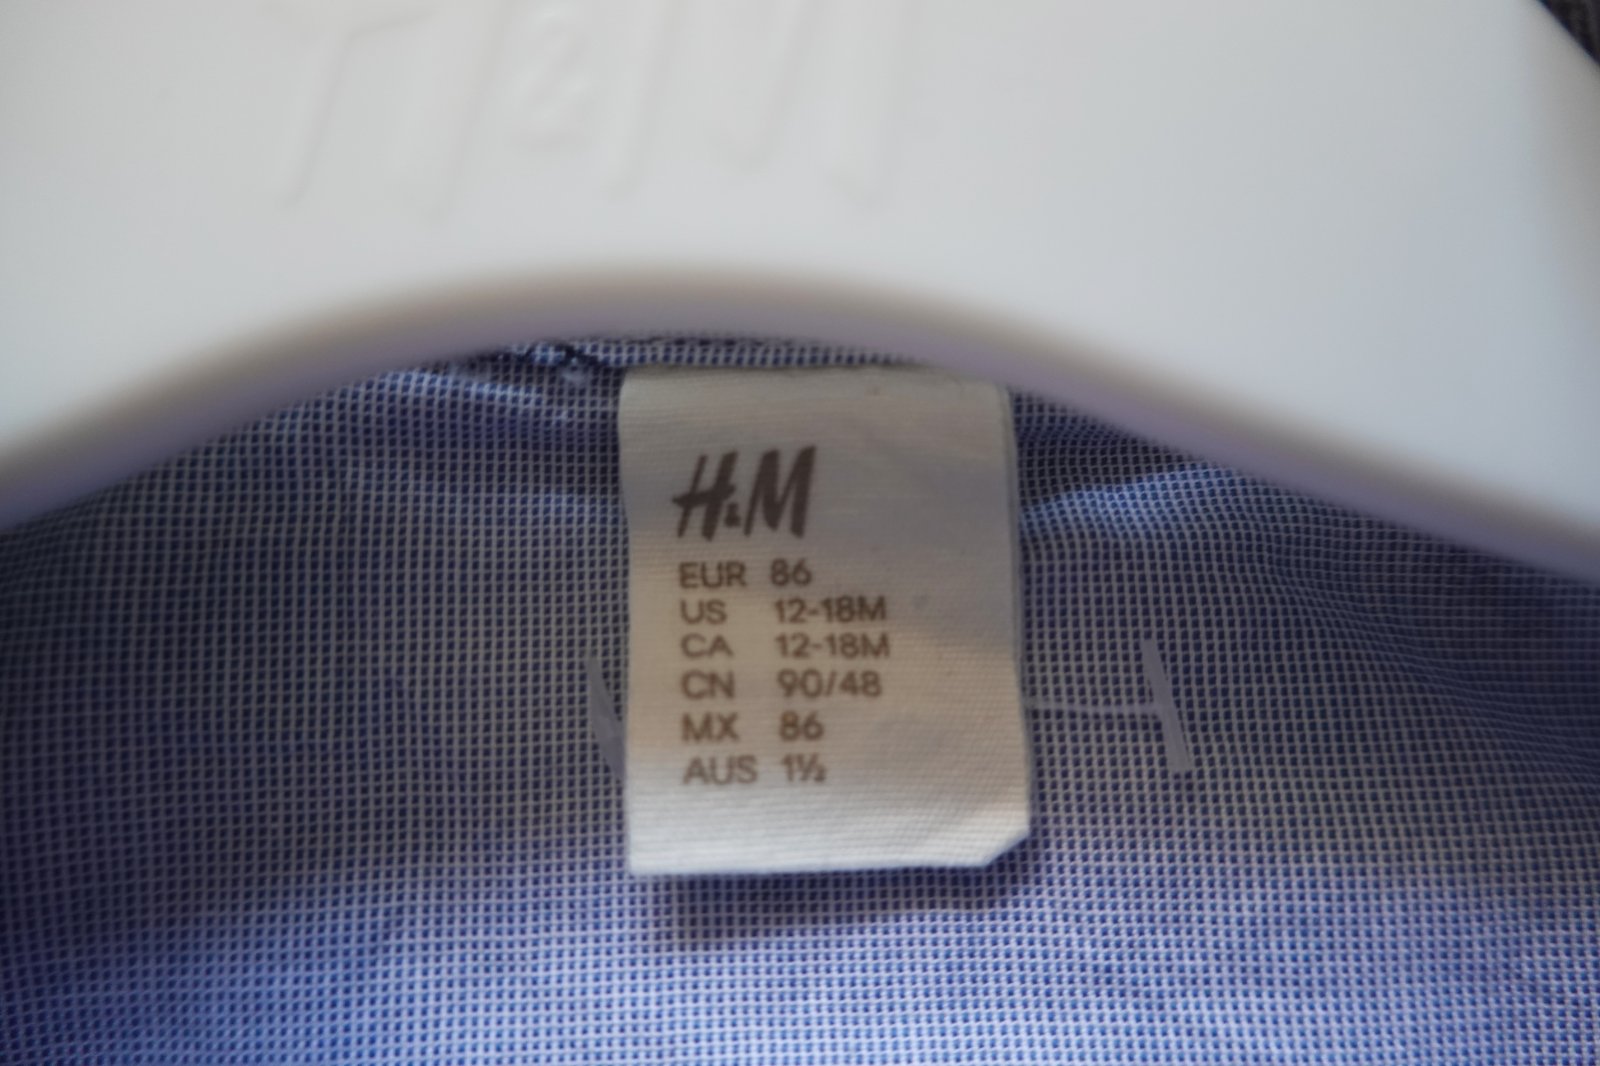 H&M
H&M
EUR 86
US 12-18M
CA 12-18M
CN 90/48
MX 86
AUS 1½